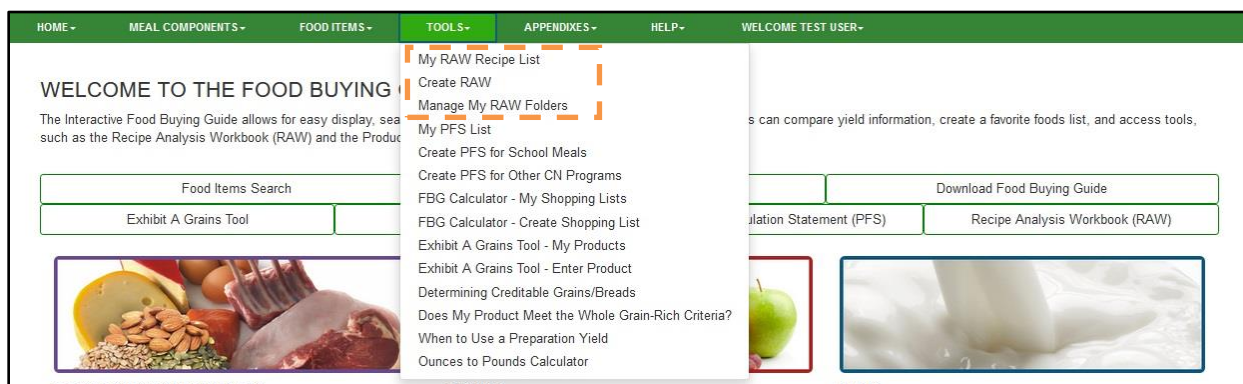 HOME MEAL COMPONENTS FOOD ITEMS TOOLS APPENDIXES HELP WELCOME TEST USER
My RAW Recipe List
Create RAW
Manage My RAW Folders
My PFS List
Create PFS for School Meals
Create PFS for Other CN Programs
FBG Calculator - My Shopping Lists
FBG Calculator - Create Shopping List
Exhibit A Grains Tool - My Products
Exhibit A Grains Tool - Enter Product
Determining Creditable Grains/Breads
Does My Product Meet the Whole Grain-Rich Criteria?
When to Use a Preparation Yield
Ounces to Pounds Calculator
WELCOME TO THE FOOD BUYING
The Interactive Food Buying Guide allows for easy display, sea s can compare yield information, create a favorite foods list, and access tools,
such as the Recipe Analysis Workbook (RAW) and the Produc
Food Items Search Download Food Buying Guide
Exhibit A Grains Tool ulation Statement (PFS) Recipe Analysis Workbook (RAW)